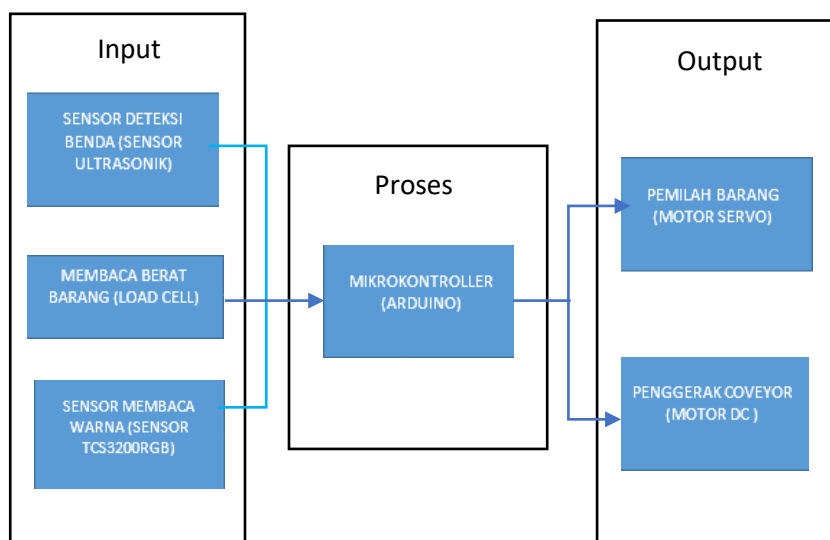 Input
SENSOR DETEKSI
BENDA (SENSOR
ULTRASONIK)
MEMBACA BERAT
BARANG (LOAD CELL)
SENSOR MEMBACA
WARNA (SENSOR
TCS3200RGB)
Proses
MIKROKONTROLLER
(ARDUINO)
Output
PEMILAH BARANG
(MOTOR SERVO)
PENGGERAK COVEYOR
(MOTOR DC )